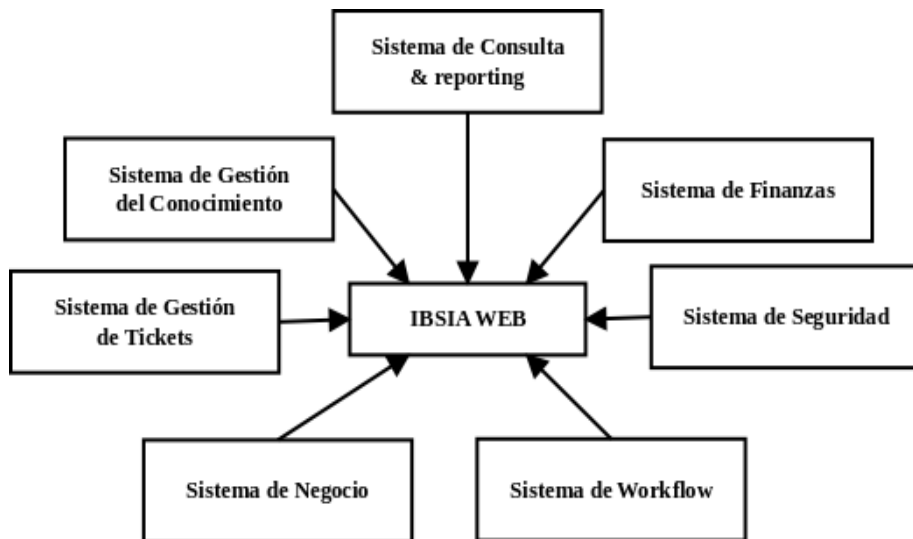 Sistema de Consulta
& reporting
Sistema de Gestión
del Conocimiento
Sistema de Finanzas
Sistema de Gestión
de Tickets
IBSIA WEB
Sistema de Seguridad
Sistema de Negocio
Sistema de Workflow